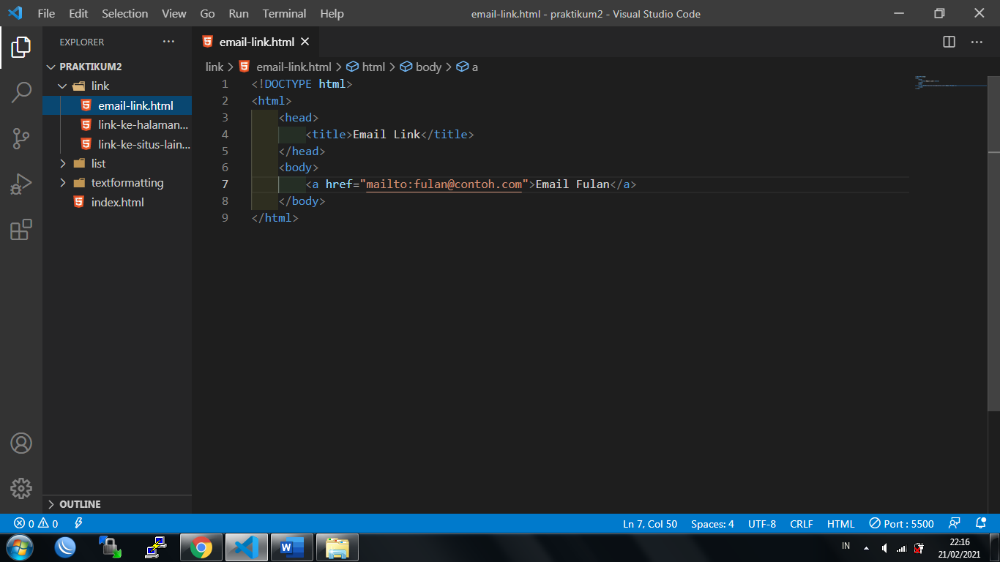 File Edit Selection View Go Run Terminal Help
email-link.html - praktikum2 - Visual Studio Code
EXPLORER
PRAKTIKUM2
link
email-link.html
link-ke-halaman...
link-ke-situs-lain...
list
textformatting
index.html
OUTLINE
email-link.html
link > email-link.html > html > body > a
1 <!DOCTYPE html>
2 <html>
3 <head>
4 <title>Email Link</title>
5 </head>
6 <body>
7 <a href="mailto:fulan@contoh.com">Email Fulan</a>
8 </body>
9 </html>
0 0
Ln 7, Col 50 Spaces: 4 UTF-8 CRLF HTML Port : 5500
W
IN
22:16
21/02/2021